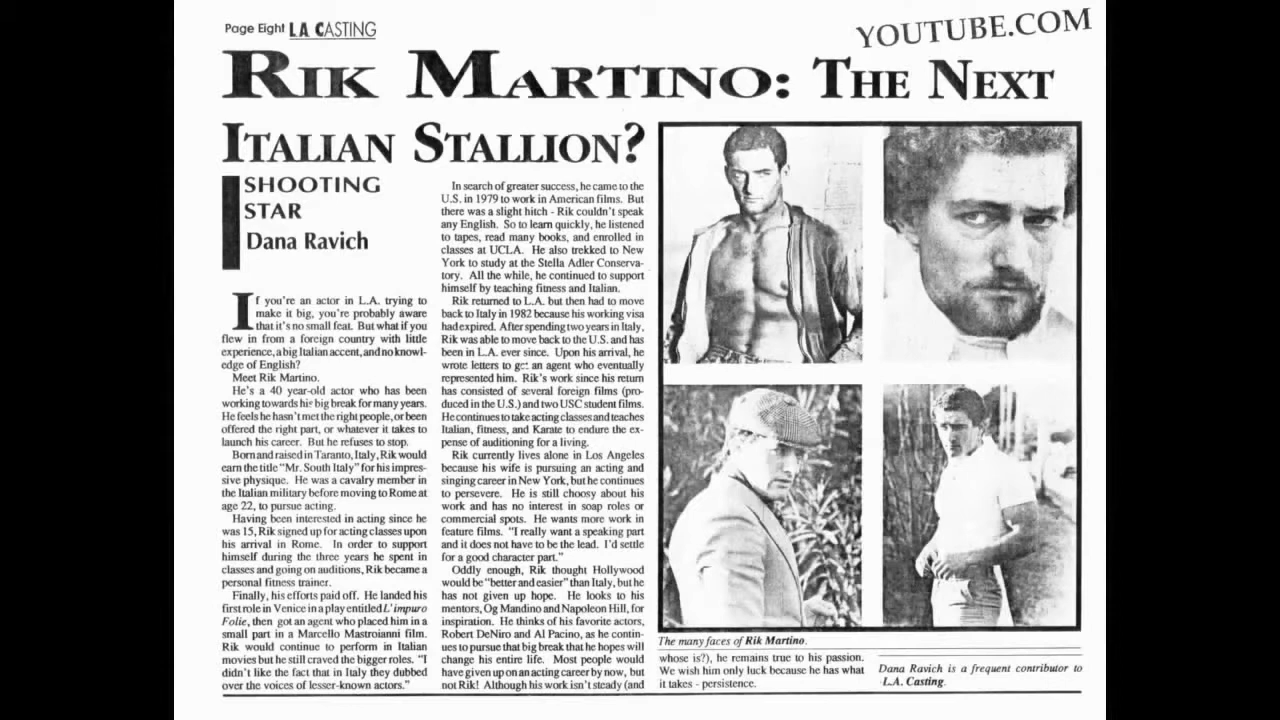 Page Eight LA CASTING
YOUTUBE.COM
RIK MARTINO: THE NEXT
ITALIAN STALLION?
SHOOTING
STAR
Dana Ravich
If you're an actor in L.A. trying to
make it big, you're probably aware
that it's no small feat. But what if you
flew in from a foreign country with little
experience, a big Italian accent, and no knowl-
edge of English?
Meet Rik Martino.
He's a 40 year-old actor who has been
working towards his big break for many years.
He feels he hasn't met the right people, or been
offered the right part, or whatever it takes to
launch his career. But he refuses to stop.
Born and raised in Taranto, Italy, Rik would
earn the title "Mr. South Italy" for his impres-
sive physique. He was a cavalry member in
the Italian military before moving to Rome at
age 22, to pursue acting.
Having been interested in acting since he
was 15, Rik signed up for acting classes upon
his arrival in Rome. In order to support
himself during the three years he spent in
classes and going on auditions, Rik became a
personal fitness trainer.
Finally, his efforts paid off. He landed his
first role in Venice in a play entitled L'impuro
Folie, then got an agent who placed him in a
small part in a Marcello Mastroianni film.
Rik would continue to perform in Italian
movies but he still craved the bigger roles. "I
didn't like the fact that in Italy they dubbed
over the voices of lesser-known actors."
In search of greater success, he came to the
U.S. in 1979 to work in American films. But
there was a slight hitch - Rik couldn't speak
any English. So to learn quickly, he listened
to tapes, read many books, and enrolled in
classes at UCLA. He also trekked to New
York to study at the Stella Adler Conserva-
tory. All the while, he continued to support
himself by teaching fitness and Italian.
Rik returned to L.A. but then had to move
back to Italy in 1982 because his working visa
had expired. After spending two years in Italy,
Rik was able to move back to the U.S. and has
been in L.A. ever since. Upon his arrival, he
wrote letters to get an agent who eventually
represented him. Rik's work since his return
has consisted of several foreign films (pro-
duced in the U.S.) and two USC student films.
He continues to take acting classes and teaches
Italian, fitness, and Karate to endure the ex-
pense of auditioning for a living.
Rik currently lives alone in Los Angeles
because his wife is pursuing an acting and
singing career in New York, but he continues
to persevere. He is still choosy about his
work and has no interest in soap roles or
commercial spots. He wants more work in
feature films. "I really want a speaking part
and it does not have to be the lead. I'd settle
for a good character part."
Oddly enough, Rik thought Hollywood
would be "better and easier" than Italy, but he
has not given up hope. He looks to his
mentors, Og Mandino and Napoleon Hill, for
inspiration. He thinks of his favorite actors,
Robert DeNiro and Al Pacino, as he contin-
ues to pursue that big break that he hopes will
change his entire life. Most people would
have given up on an acting career by now, but
not Rik! Although his work isn't steady (and
The many faces of Rik Martino.
whose is?), he remains true to his passion.
We wish him only luck because he has what
it takes - persistence.
Dana Ravich is a frequent contributor to
L.A. Casting.